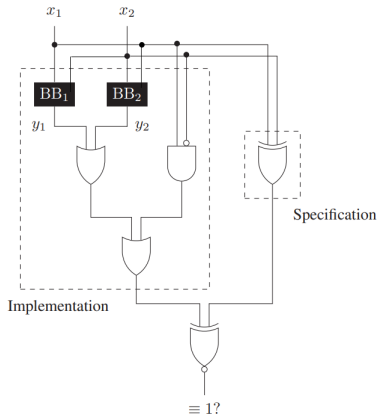 x₁ x₂
BB₁ BB₂
y₁ y₂
Specification
Implementation
≡ 1?